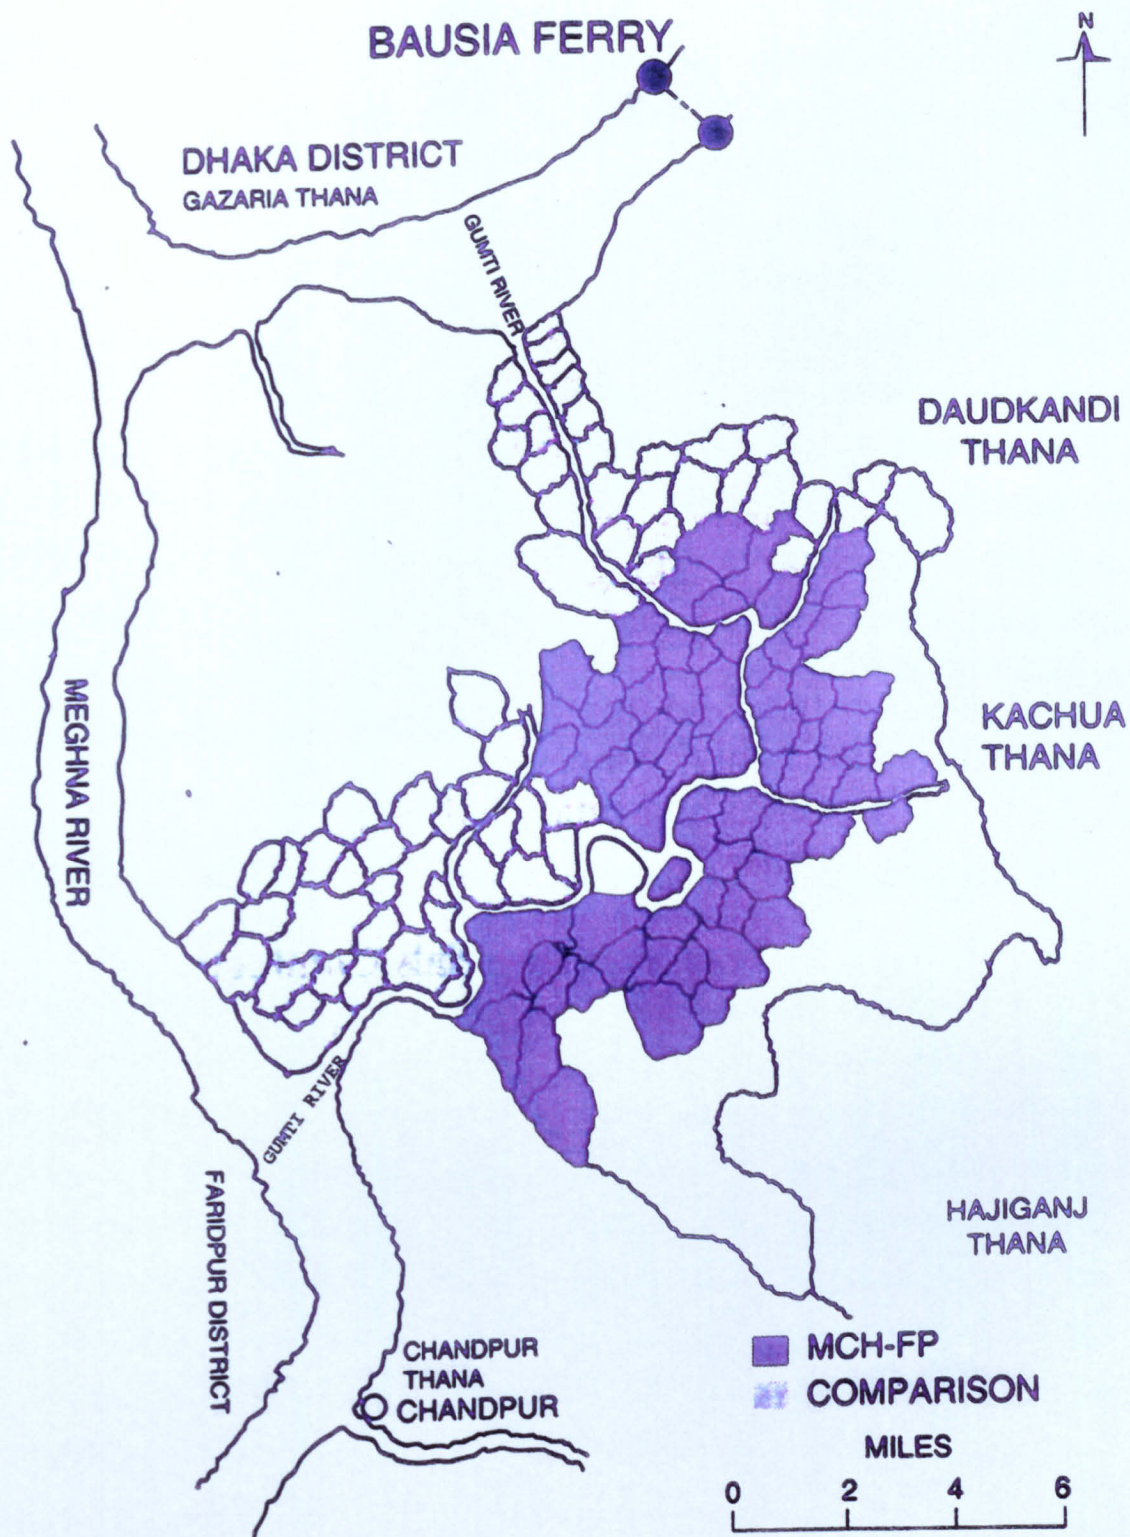 BAUSIA FERRY
N
DHAKA DISTRICT
GAZARIA THANA
GUMTI RIVER
DAUDKANDI
THANA
MEGHNA RIVER
KACHUA
THANA
GUMTI RIVER
FARIDPUR DISTRICT
HAJIGANJ
THANA
CHANDPUR
THANA
CHANDPUR
MCH-FP
COMPARISON
MILES
0 2 4 6